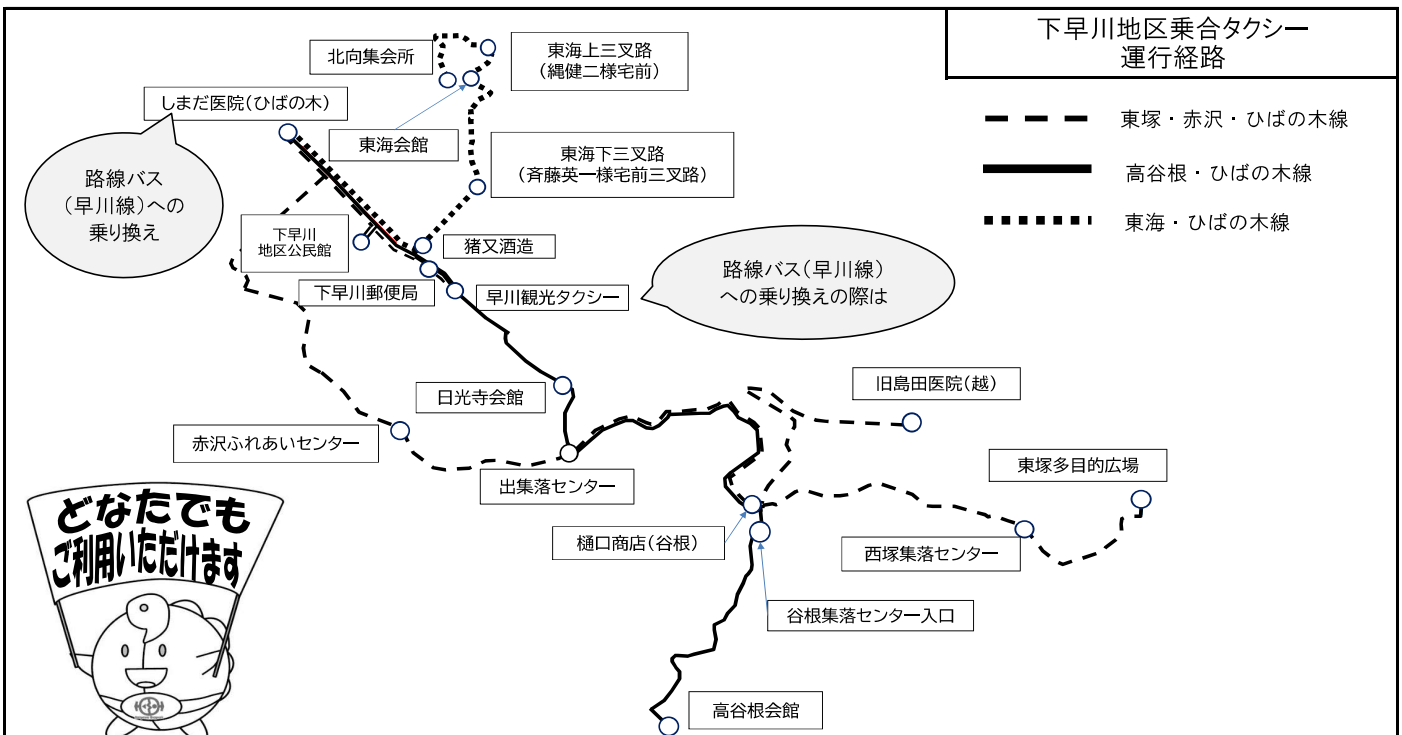 下早川地区乗合タクシー
運行経路
東塚・赤沢・ひばの木線
高谷根・ひばの木線
東海・ひばの木線
北向集会所
東海上三叉路
(縄健二様宅前)
しまだ医院(ひばの木)
東海会館
東海下三叉路
(斉藤英一様宅前三叉路)
路線バス
(早川線)への
乗り換え
下早川
地区公民館
猪又酒造
下早川郵便局
早川観光タクシー
路線バス(早川線)
への乗り換えの際は
日光寺会館
旧島田医院(越)
赤沢ふれあいセンター
出集落センター
東塚多目的広場
樋口商店(谷根)
西塚集落センター
谷根集落センター入口
高谷根会館
どなたでも
ご利用いただけます